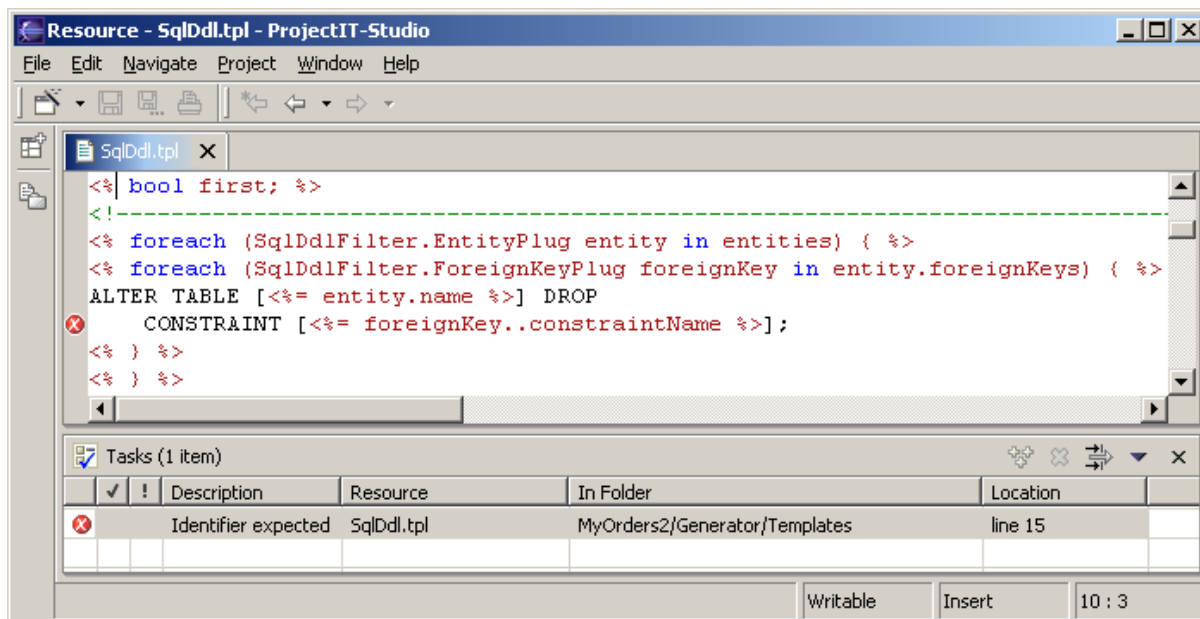 Resource - SqlDdl.tpl - ProjectIT-Studio
File Edit Navigate Project Window Help
SqlDdl.tpl
<% bool first; %>
<!------------------------------------------------------------------------------
<% foreach (SqlDdlFilter.EntityPlug entity in entities) { %>
<% foreach (SqlDdlFilter.ForeignKeyPlug foreignKey in entity.foreignKeys) { %>
ALTER TABLE [<%= entity.name %>] DROP
CONSTRAINT [<%= foreignKey..constraintName %>];
<% } %>
<% } %>
Tasks (1 item)
! Description Resource In Folder Location
Identifier expected SqlDdl.tpl MyOrders2/Generator/Templates line 15
Writable Insert 10 : 3